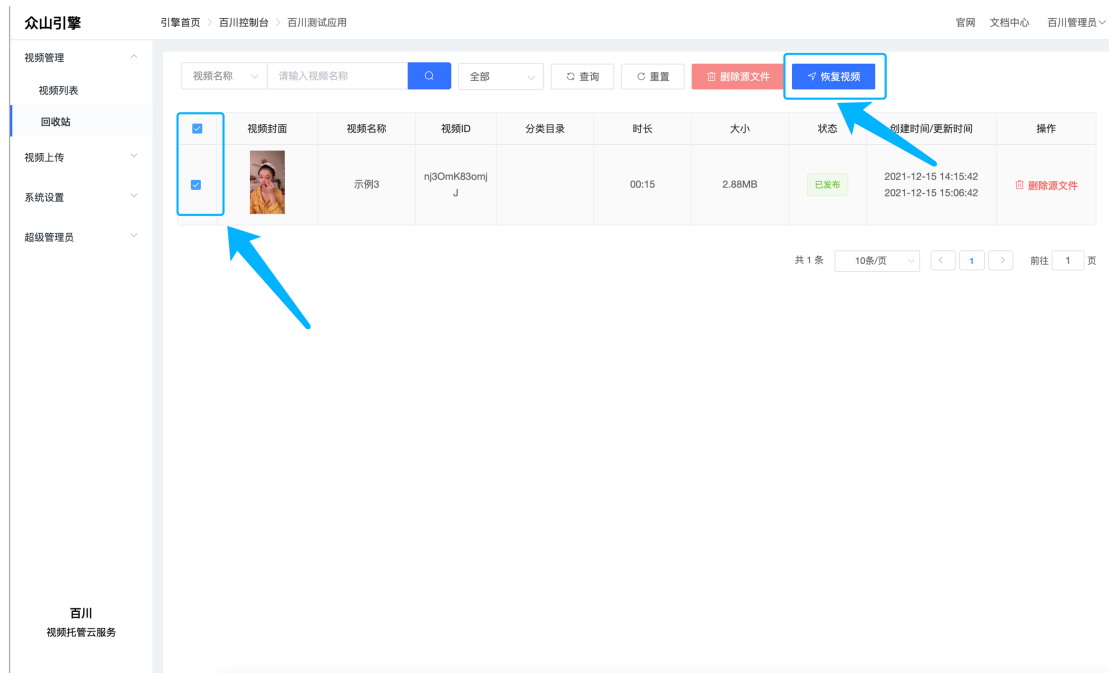 众山引擎
引擎首页 > 百川控制台 > 百川测试应用
官网 文档中心 百川管理员
视频管理
视频列表
回收站
视频上传
系统设置
超级管理员
百川
视频托管云服务
视频名称 请输入视频名称 全部 查询 重置 删除源文件 恢复视频
视频封面 视频名称 视频ID 分类目录 时长 大小 状态 创建时间/更新时间 操作
示例3 nj3OmK83omj 00:15 2.88MB 已发布 2021-12-15 14:15:42 删除源文件
J 2021-12-15 15:06:42
共 1 条 10条/页 < 1 > 前往 1 页